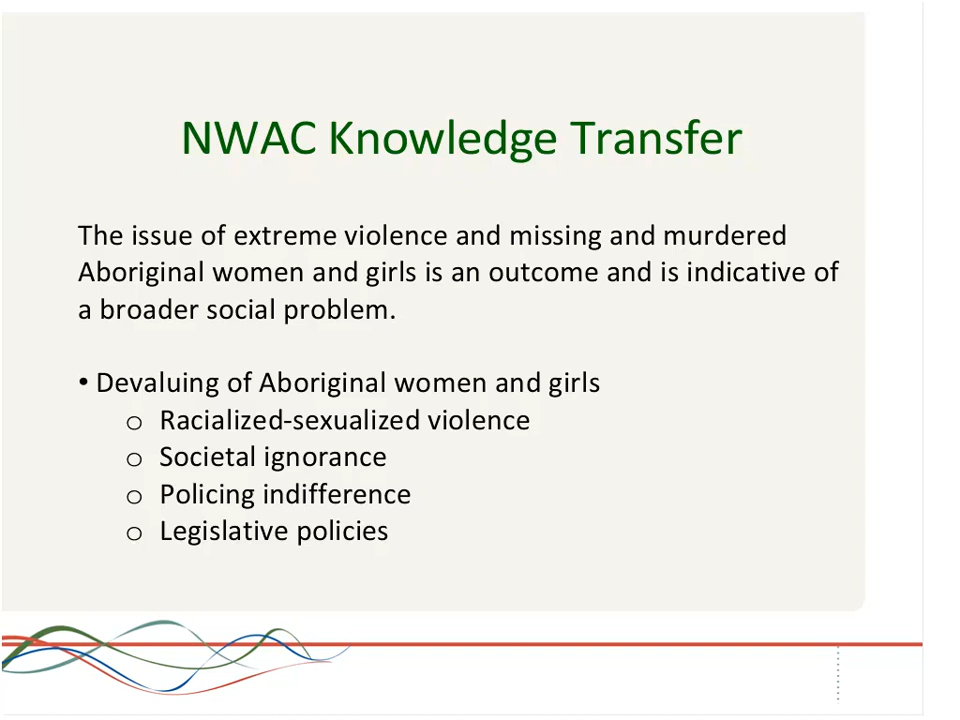 NWAC Knowledge Transfer
The issue of extreme violence and missing and murdered
Aboriginal women and girls is an outcome and is indicative of
a broader social problem.
• Devaluing of Aboriginal women and girls
o Racialized-sexualized violence
o Societal ignorance
o Policing indifference
o Legislative policies